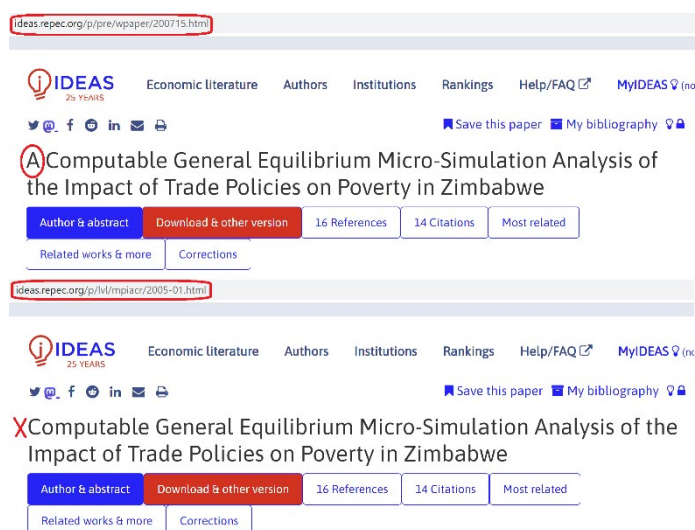 ideas.repec.org/p/pre/wpaper/200715.html
IDEAS
25 YEARS
Economic literature Authors Institutions Rankings Help/FAQ MyIDEAS (no
Save this paper My bibliography
A Computable General Equilibrium Micro-Simulation Analysis of
the Impact of Trade Policies on Poverty in Zimbabwe
Author & abstract Download & other version 16 References 14 Citations Most related
Related works & more Corrections
ideas.repec.org/p/lvl/mpiacr/2005-01.html
IDEAS
25 YEARS
Economic literature Authors Institutions Rankings Help/FAQ MyIDEAS (no
Save this paper My bibliography
X Computable General Equilibrium Micro-Simulation Analysis of the
Impact of Trade Policies on Poverty in Zimbabwe
Author & abstract Download & other version 16 References 14 Citations Most related
Related works & more Corrections